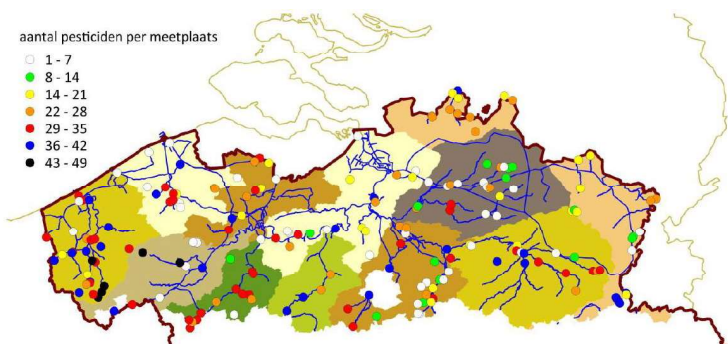 aantal pesticiden per meetplaats
1 - 7
8 - 14
14 - 21
22 - 28
29 - 35
36 - 42
43 - 49